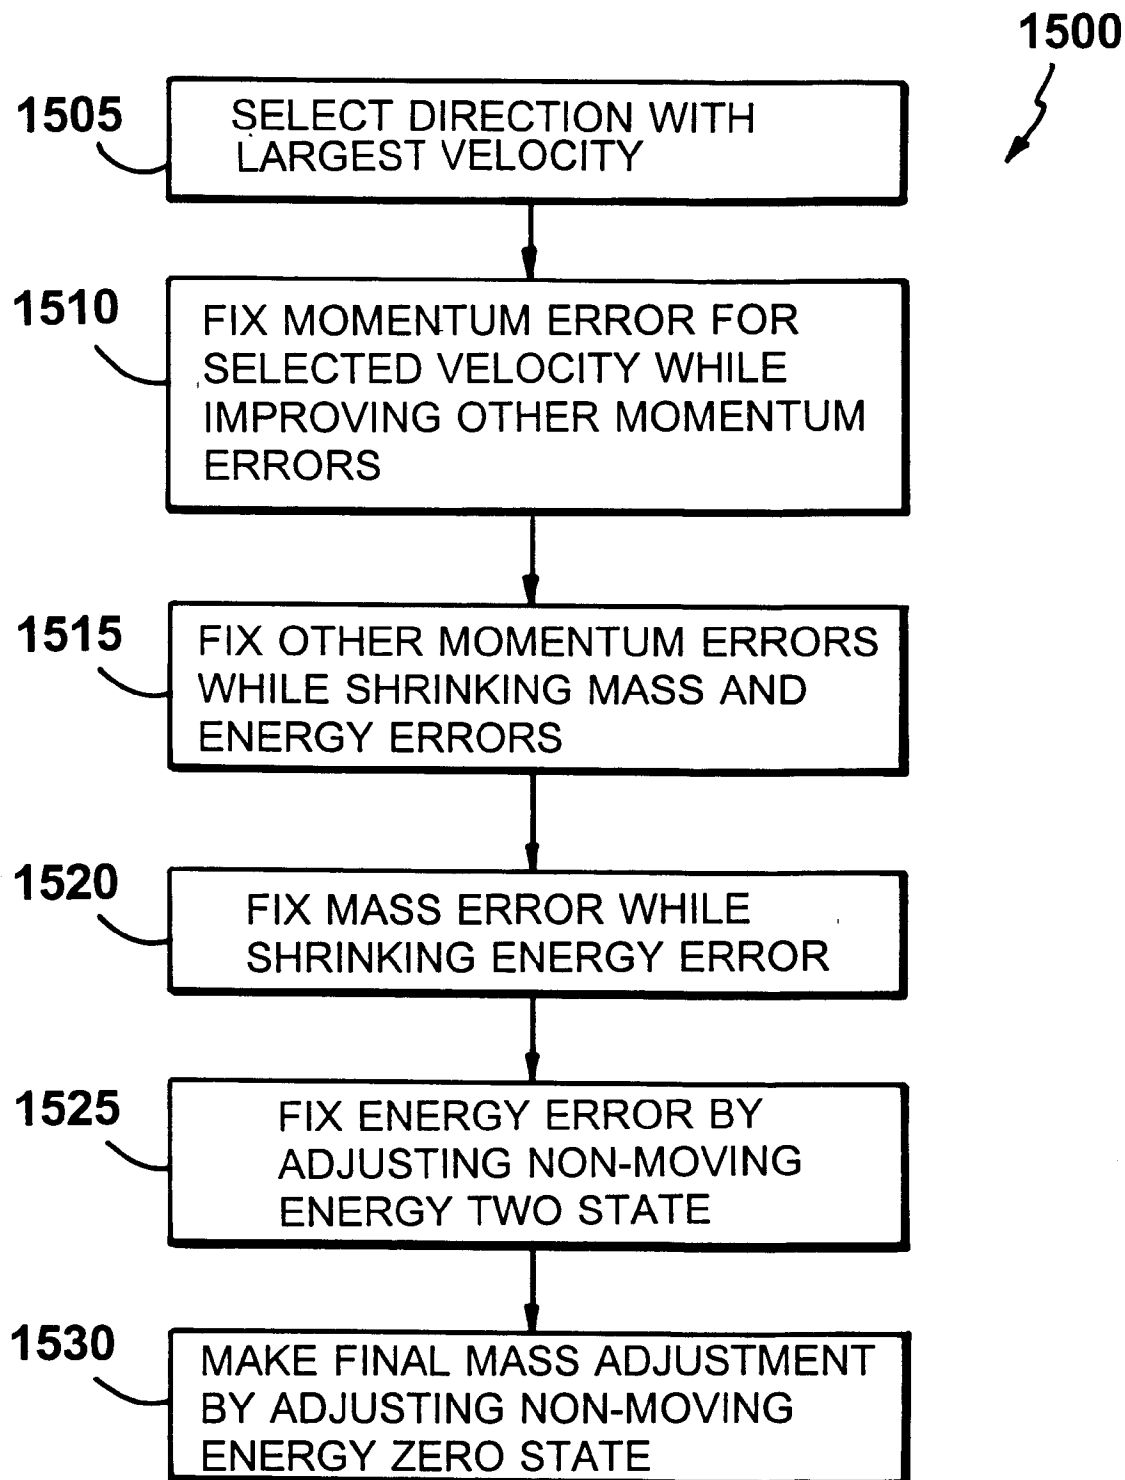 1500
1505
SELECT DIRECTION WITH
LARGEST VELOCITY
1510
FIX MOMENTUM ERROR FOR
SELECTED VELOCITY WHILE
IMPROVING OTHER MOMENTUM
ERRORS
1515
FIX OTHER MOMENTUM ERRORS
WHILE SHRINKING MASS AND
ENERGY ERRORS
1520
FIX MASS ERROR WHILE
SHRINKING ENERGY ERROR
1525
FIX ENERGY ERROR BY
ADJUSTING NON-MOVING
ENERGY TWO STATE
1530
MAKE FINAL MASS ADJUSTMENT
BY ADJUSTING NON-MOVING
ENERGY ZERO STATE